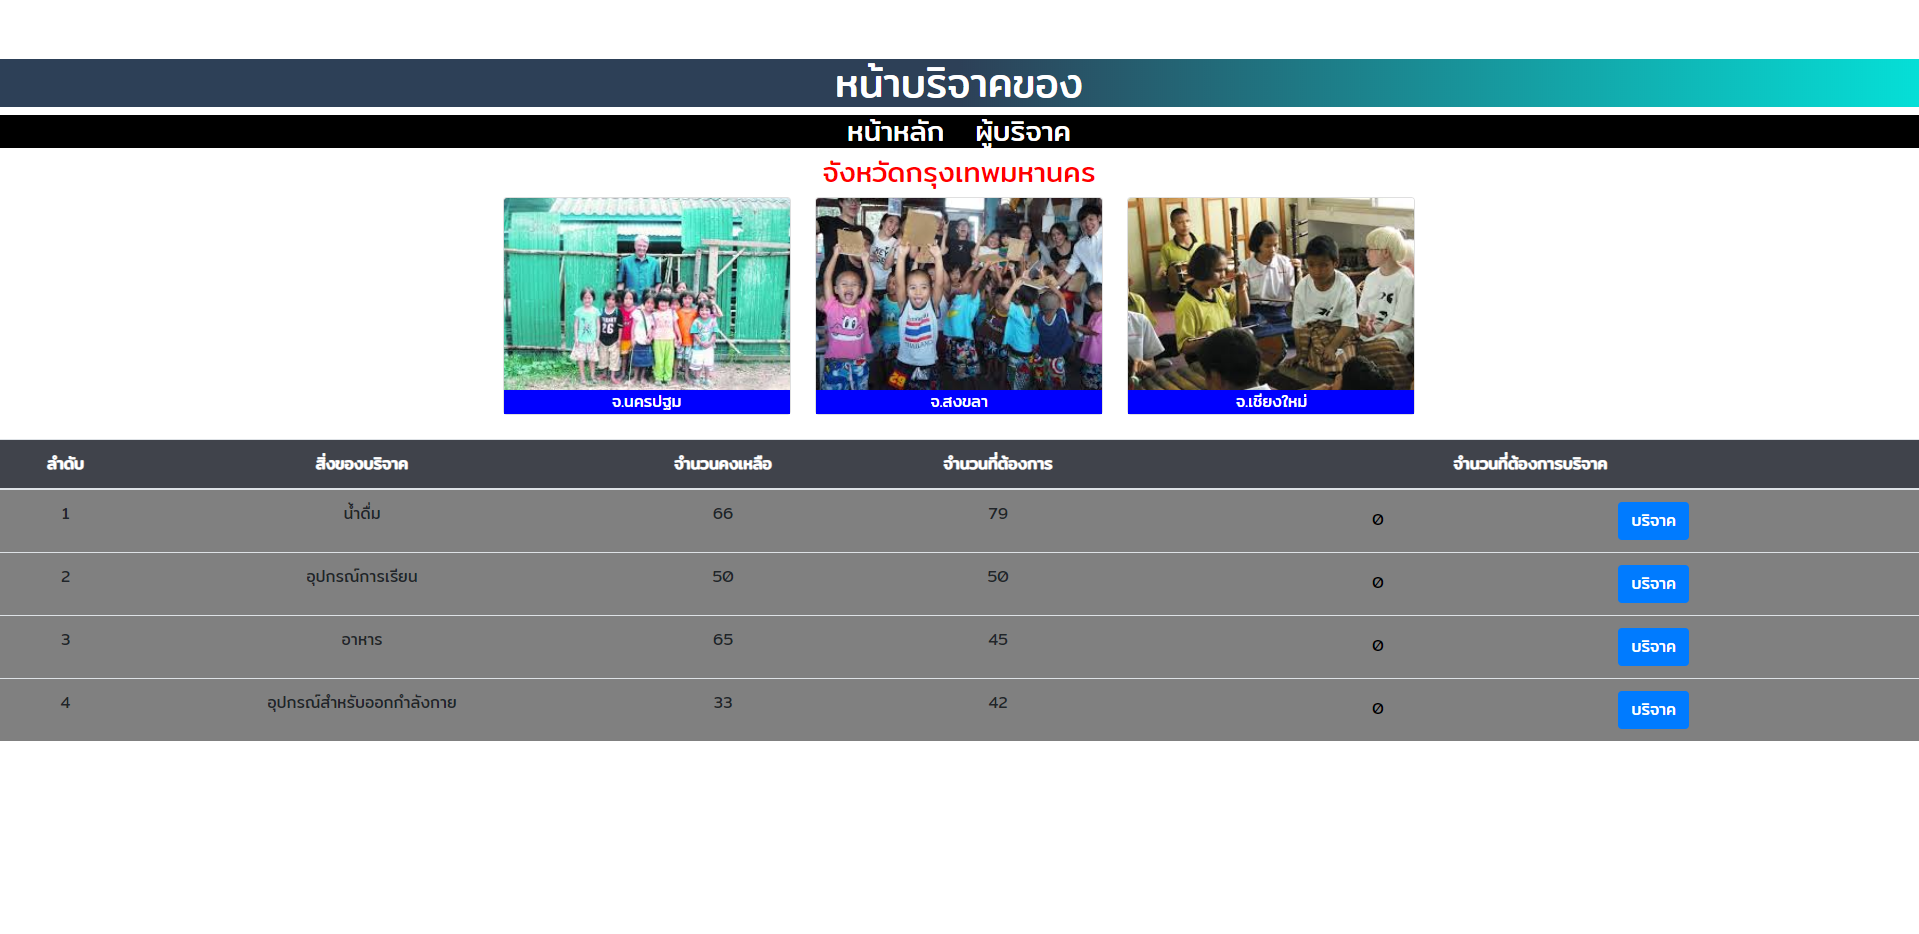 หน้าบริจาคของ
หน้าหลัก ผู้บริจาค
จังหวัดกรุงเทพมหานคร
จ.นครปฐม จ.สงขลา จ.เชียงใหม่
ลำดับ สิ่งของบริจาค จำนวนคงเหลือ จำนวนที่ต้องการ จำนวนที่ต้องการบริจาค
1 น้ำดื่ม 66 79 0 บริจาค
2 อุปกรณ์การเรียน 50 50 0 บริจาค
3 อาหาร 65 45 0 บริจาค
4 อุปกรณ์สำหรับออกกำลังกาย 33 42 0 บริจาค